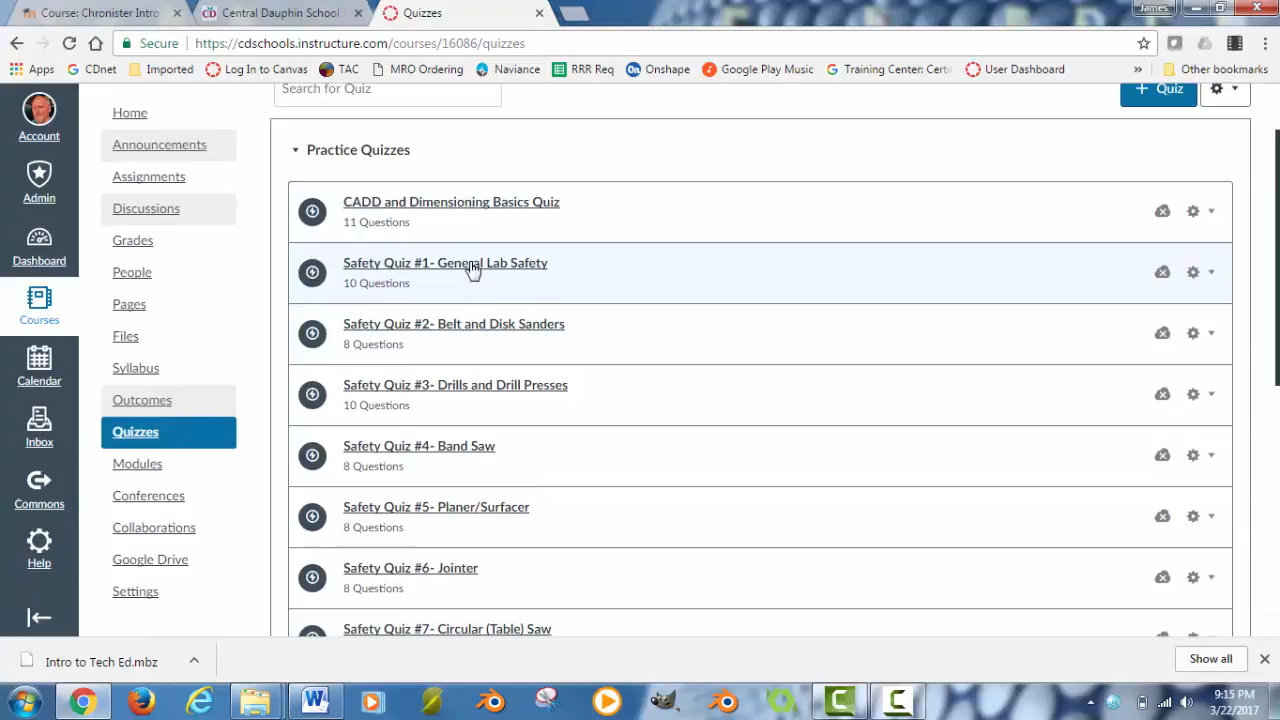 Course: Chronister Intro
Central Dauphin School
Quizzes
James
Secure
https://cdschools.instructure.com/courses/16086/quizzes
Apps
CDnet
Imported
Log In to Canvas
TAC
MRO Ordering
Naviance
RRR Req
Onshape
Google Play Music
Training Center: Certi
User Dashboard
»
Other bookmarks
Account
Admin
Dashboard
Courses
Calendar
Inbox
Commons
Help
Home
Announcements
Assignments
Discussions
Grades
People
Pages
Files
Syllabus
Outcomes
Quizzes
Modules
Conferences
Collaborations
Google Drive
Settings
Search for Quiz
+ Quiz
Practice Quizzes
CADD and Dimensioning Basics Quiz
11 Questions
Safety Quiz #1- General Lab Safety
10 Questions
Safety Quiz #2- Belt and Disk Sanders
8 Questions
Safety Quiz #3- Drills and Drill Presses
10 Questions
Safety Quiz #4- Band Saw
8 Questions
Safety Quiz #5- Planer/Surfacer
8 Questions
Safety Quiz #6- Jointer
8 Questions
Safety Quiz #7- Circular (Table) Saw
Intro to Tech Ed.mbz
Show all
9:15 PM
3/22/2017